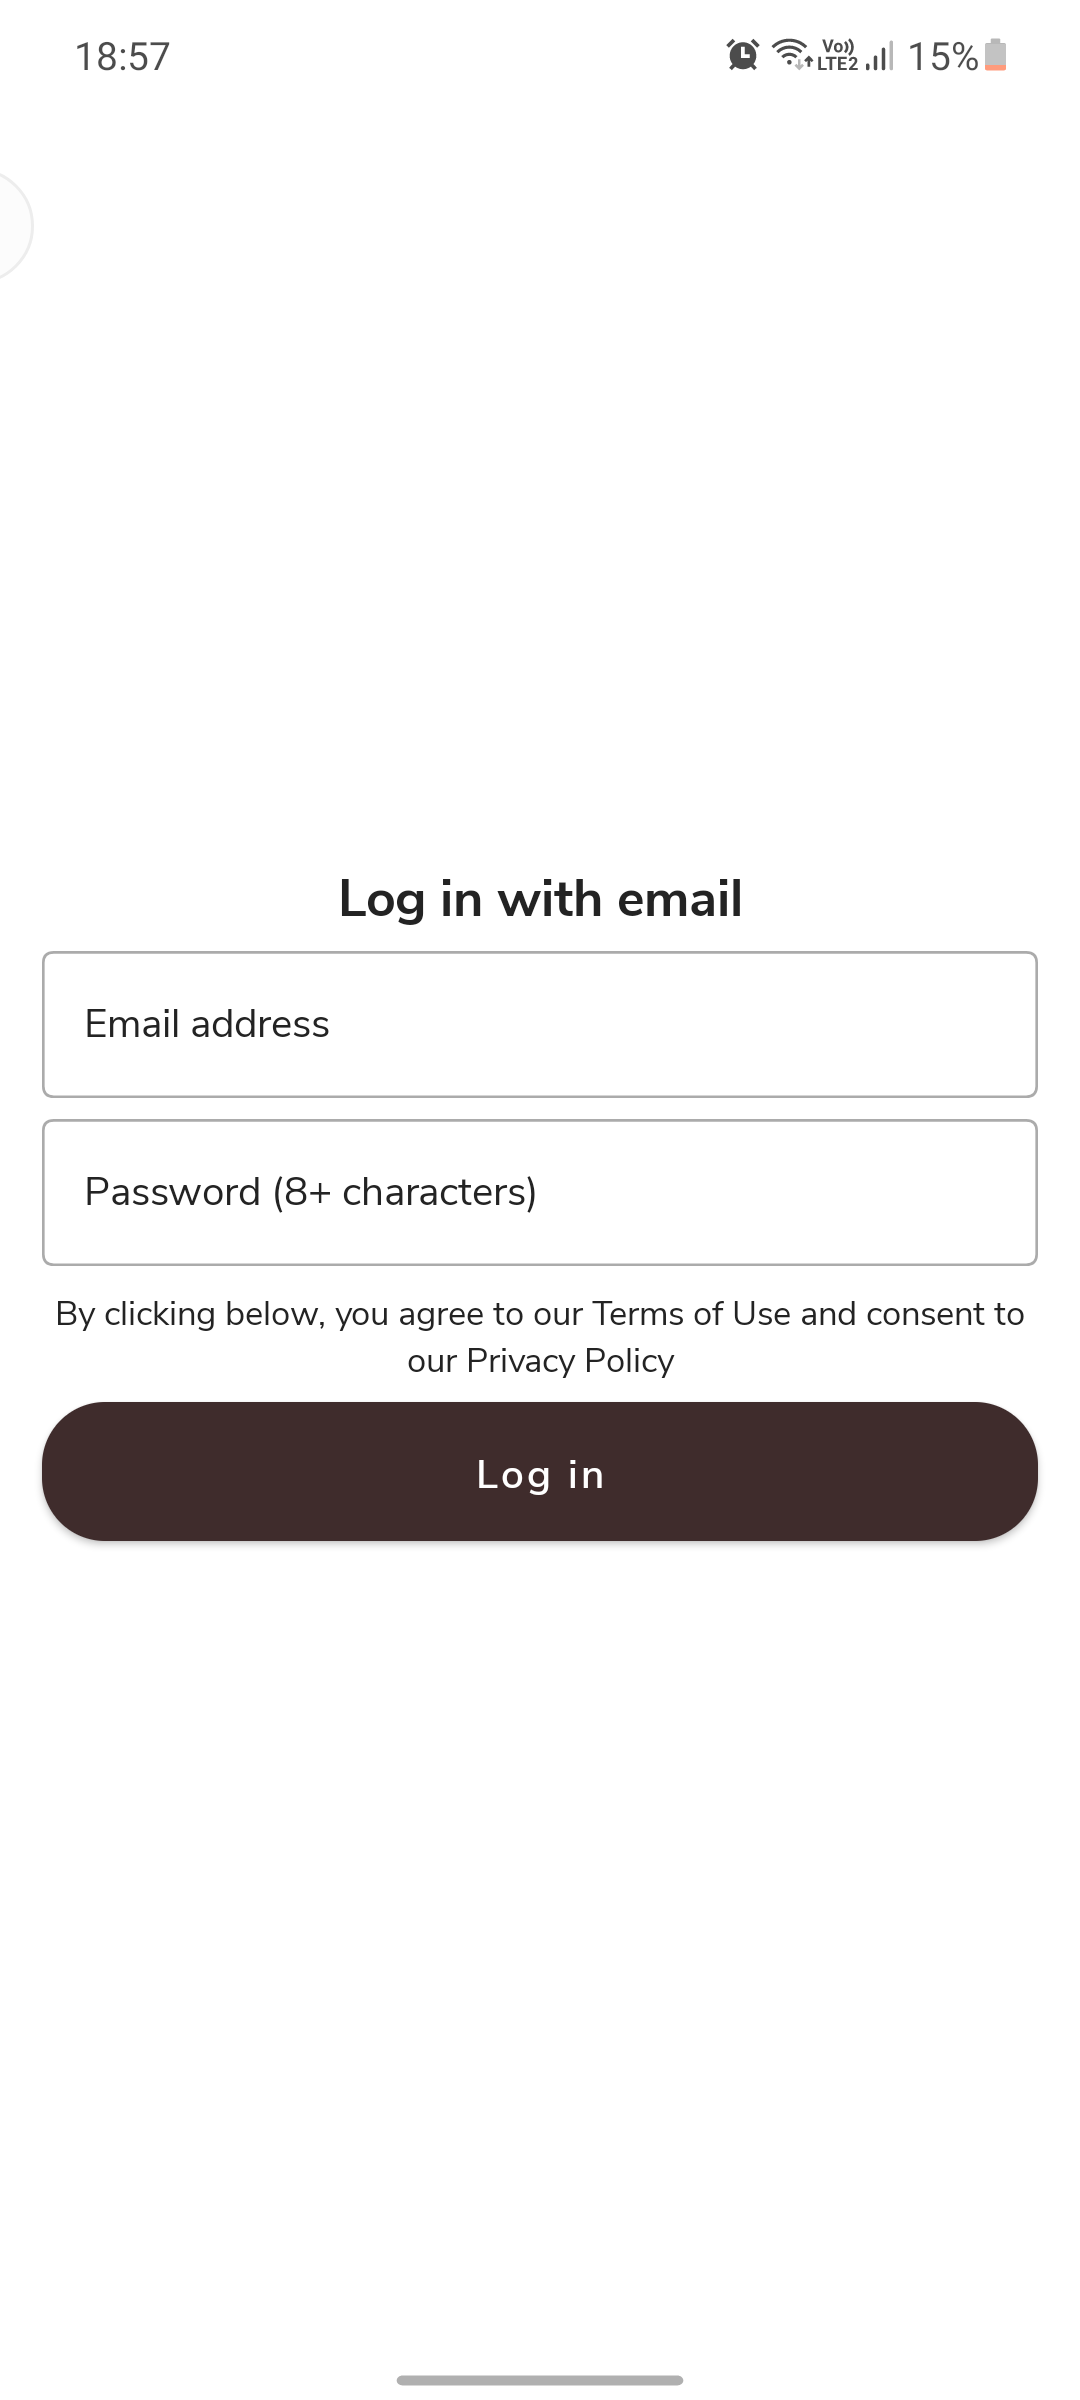 18:57
Vo))
LTE2
15%
Log in with email
Email address
Password (8+ characters)
By clicking below, you agree to our Terms of Use and consent to
our Privacy Policy
Log in